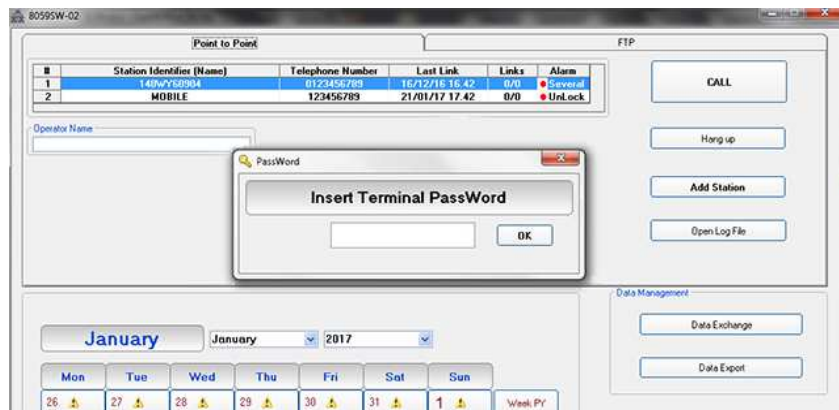 8059SW-02
Point to Point
FTP
# Station Identifier (Name) Telephone Number Last Link Links Alarm
1 148WY60904 0123456789 16/12/16 16.42 0/0 Several
2 MOBILE 123456789 21/01/17 17.42 0/0 UnLock
CALL
Operator Name
Hang up
PassWord
Insert Terminal PassWord
OK
Add Station
Open Log File
Data Management
January
January
2017
Data Exchange
Data Export
Mon Tue Wed Thu Fri Sat Sun
26 27 28 29 30 31 1 Week PY